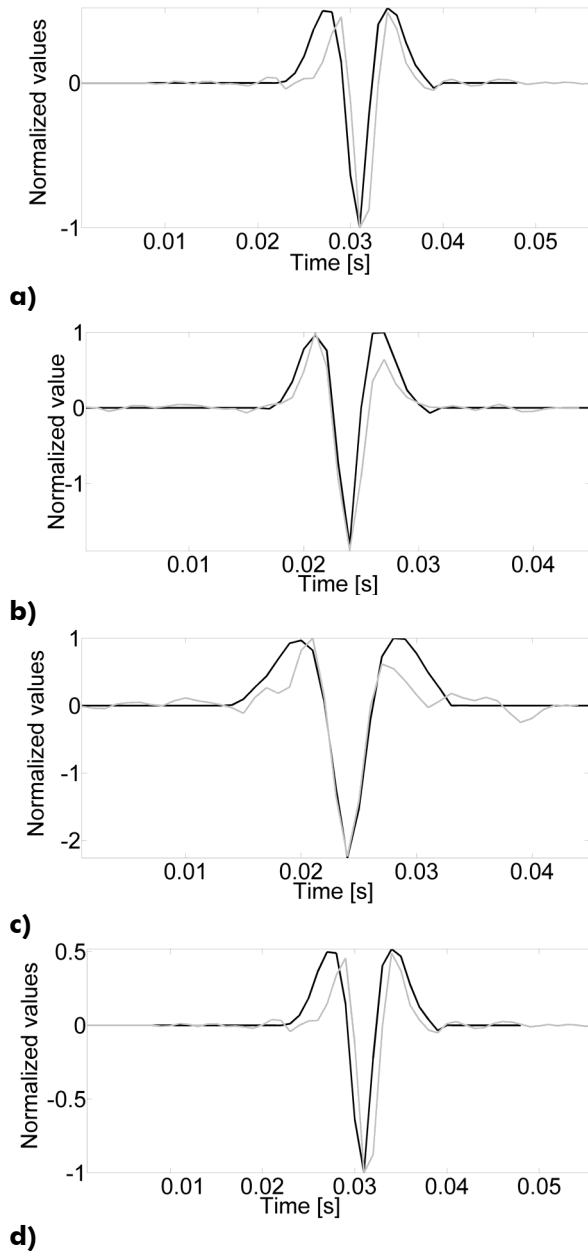 Normalized values
0
-1
0.01 0.02 0.03 0.04 0.05
Time [s]
a)
Normalized value
1
0
-1
0.01 0.02 0.03 0.04
Time [s]
b)
Normalized values
1
0
-1
-2
0.01 0.02 0.03 0.04
Time [s]
c)
Normalized values
0.5
0
-0.5
-1
0.01 0.02 0.03 0.04 0.05
Time [s]
d)